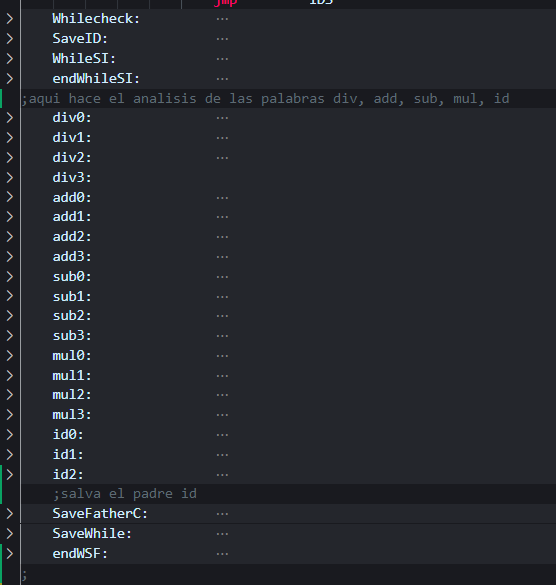 jmp ID3
Whilecheck: ...
SaveID: ...
WhileSI: ...
endWhileSI: ...
;aqui hace el analisis de las palabras div, add, sub, mul, id
div0: ...
div1: ...
div2: ...
div3:
add0: ...
add1: ...
add2: ...
add3: ...
sub0: ...
sub1: ...
sub2: ...
sub3: ...
mul0: ...
mul1: ...
mul2: ...
mul3: ...
id0: ...
id1: ...
id2: ...
;salva el padre id
SaveFatherC: ...
SaveWhile: ...
endWSF: ...
;